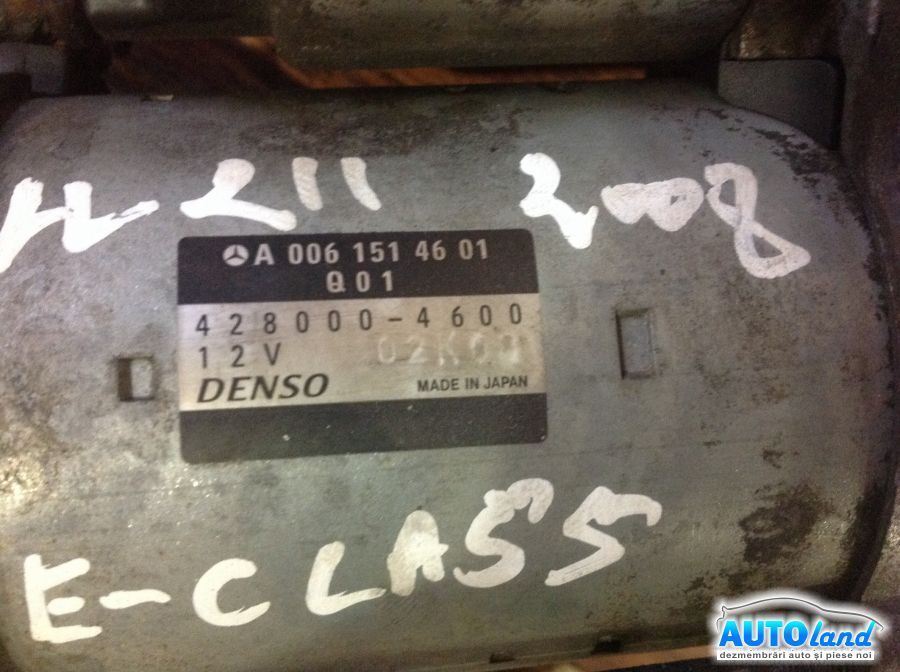 W 211 2008
A 006 151 46 01
Q01
428000-4600
12V
DENSO MADE IN JAPAN
E-CLASS
AUTOland
dezmembrări auto și piese noi